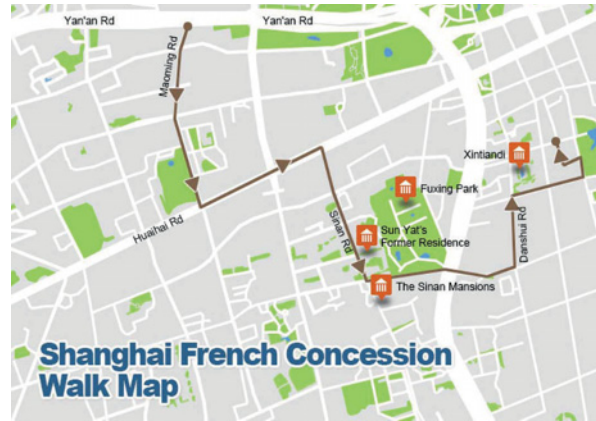 Yan'an Rd
Yan'an Rd
Maoming Rd
Xintiandi
Fuxing Park
Huaihai Rd
Sinan Rd
Sun Yat's
Former Residence
Danshui Rd
The Sinan Mansions
Shanghai French Concession
Walk Map